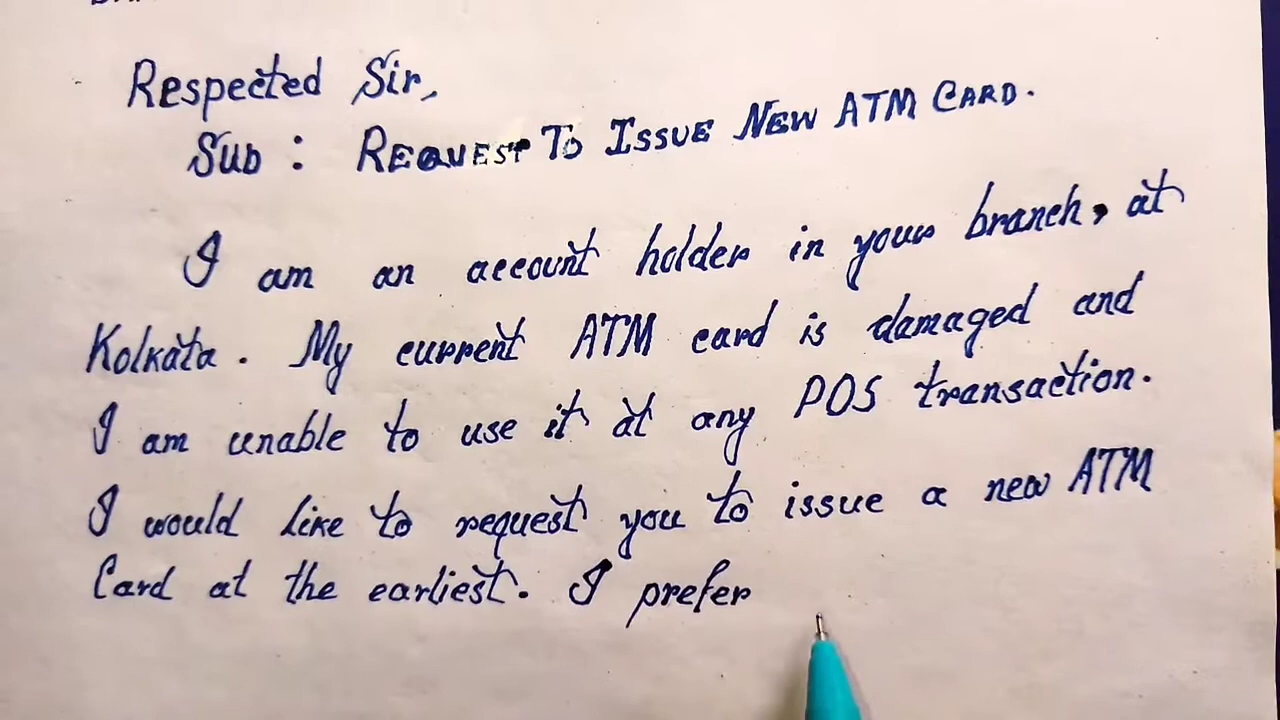 Respected Sir,
Sub : REQUEST TO ISSUE NEW ATM CARD.
I am an account holder in your branch, at
Kolkata. My current ATM card is damaged and
I am unable to use it at any POS transaction.
I would like to request you to issue a new ATM
Card at the earliest. I prefer